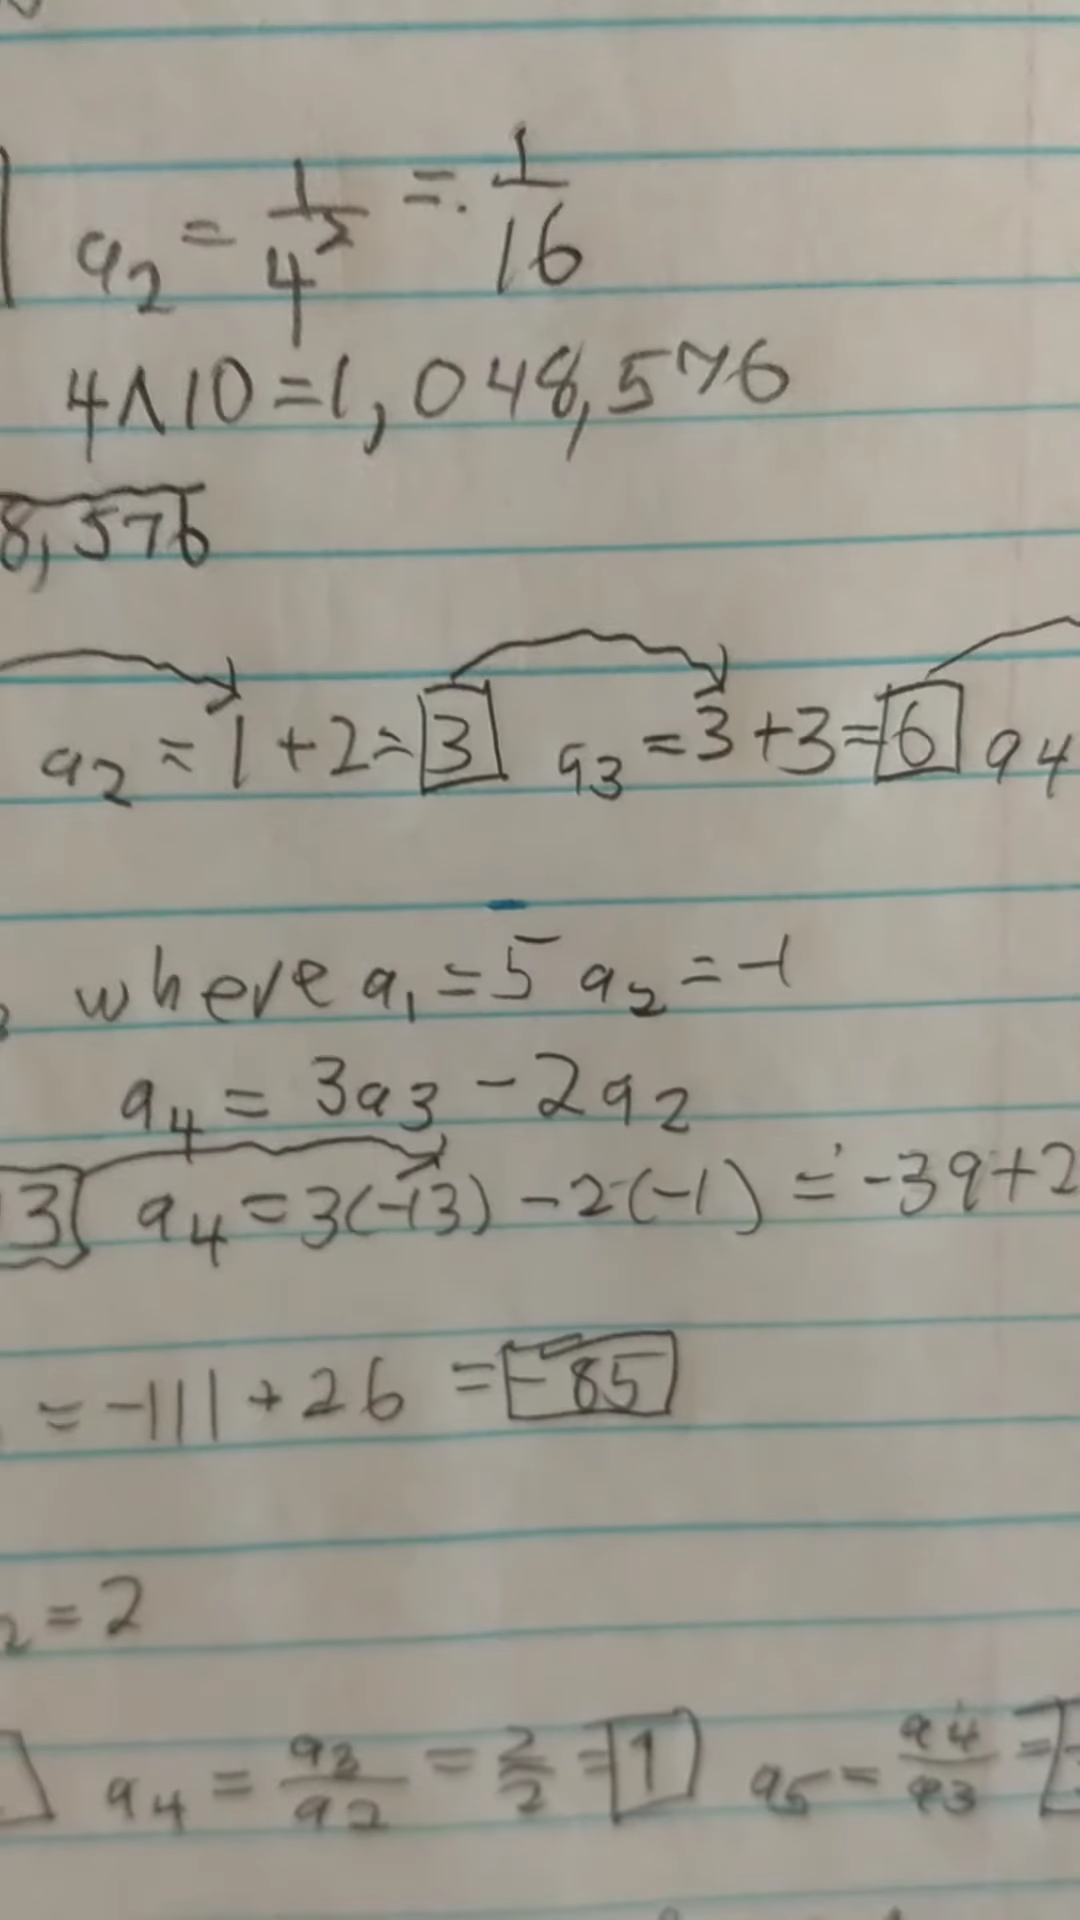 a₂ = 1/4² = 1/16
4^10 = 1,048,576
8,576
a₂ = 1 + 2 = 3 a₃ = 3 + 3 = 6 a₄
where a₁ = 5 a₂ = -1
a₄ = 3a₃ - 2a₂
3 a₄ = 3(-13) - 2(-1) = -39 + 2
= -111 + 26 = -85
₂ = 2
a₄ = a₃/a₂ = 2/2 = 1 a₅ = a₄/a₃ =